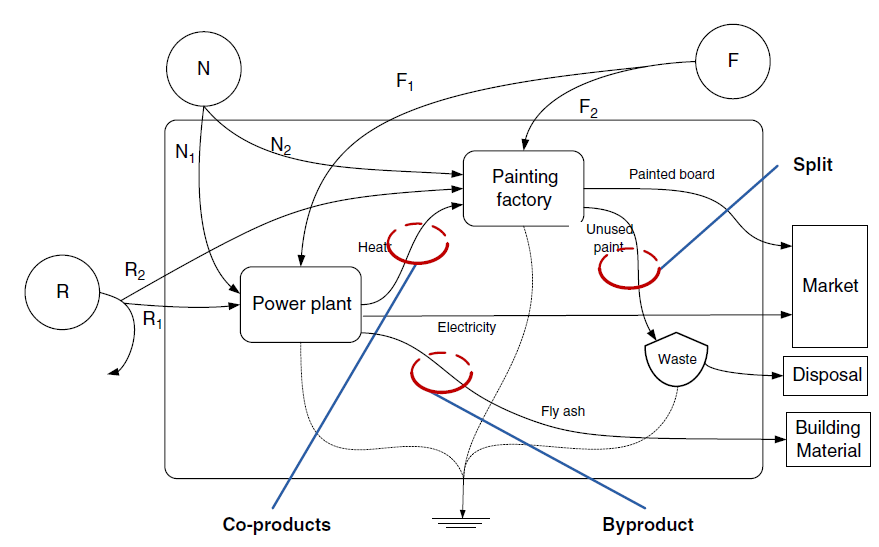 N
F
F₁
F₂
N₁
N₂
Painting
factory
Painted board
Split
Unused
paint
Heat
R
R₂
R₁
Power plant
Market
Electricity
Waste
Disposal
Fly ash
Building
Material
Co-products
Byproduct